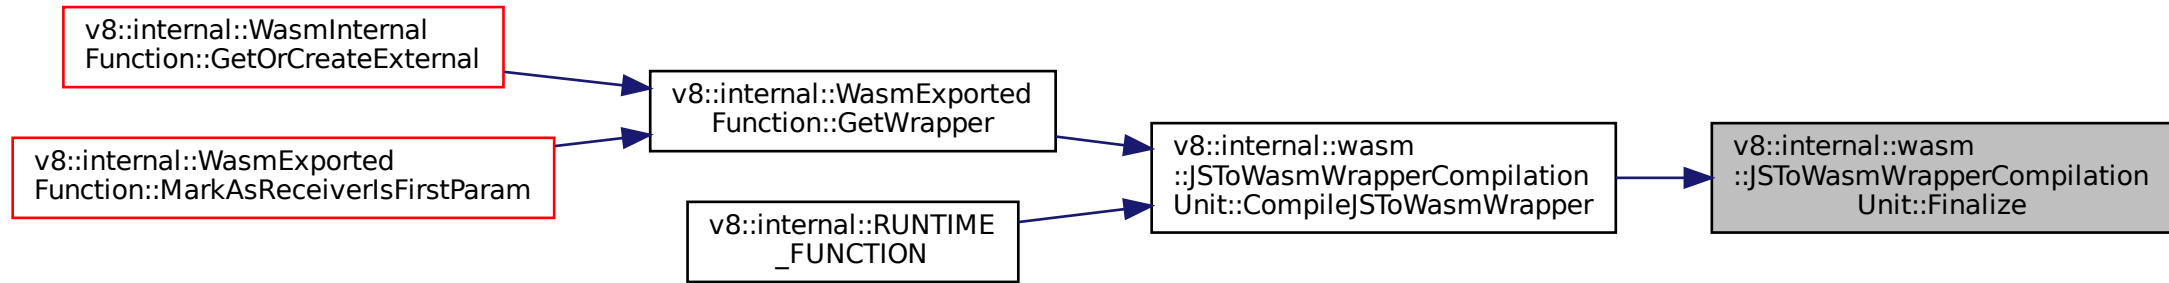 v8::internal::WasmInternal
Function::GetOrCreateExternal
v8::internal::WasmExported
Function::MarkAsReceiverIsFirstParam
v8::internal::WasmExported
Function::GetWrapper
v8::internal::RUNTIME
_FUNCTION
v8::internal::wasm
::JSToWasmWrapperCompilation
Unit::CompileJSToWasmWrapper
v8::internal::wasm
::JSToWasmWrapperCompilation
Unit::Finalize